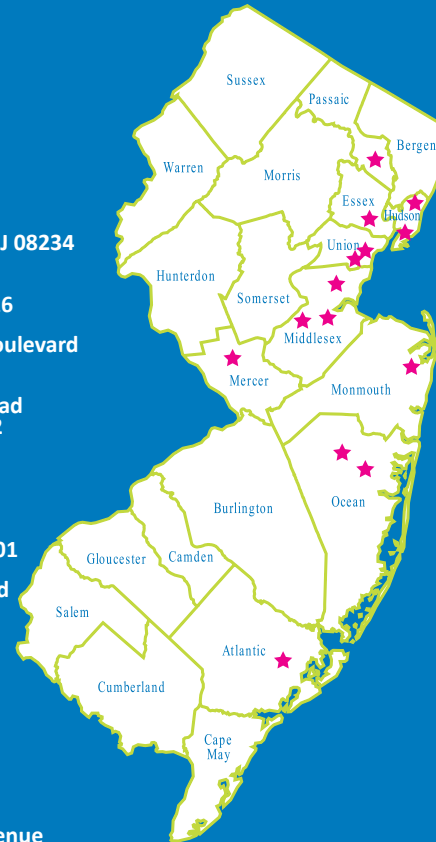 Sussex
Passaic
Bergen
Warren
Morris
Essex
Hudson
J 08234
Union
Hunterdon
Somerset
6
oulevard
Middlesex
Mercer
ad
2
Monmouth
Ocean
Burlington
01
Gloucester
Camden
d
Salem
Atlantic
Cumberland
Cape
May
enue